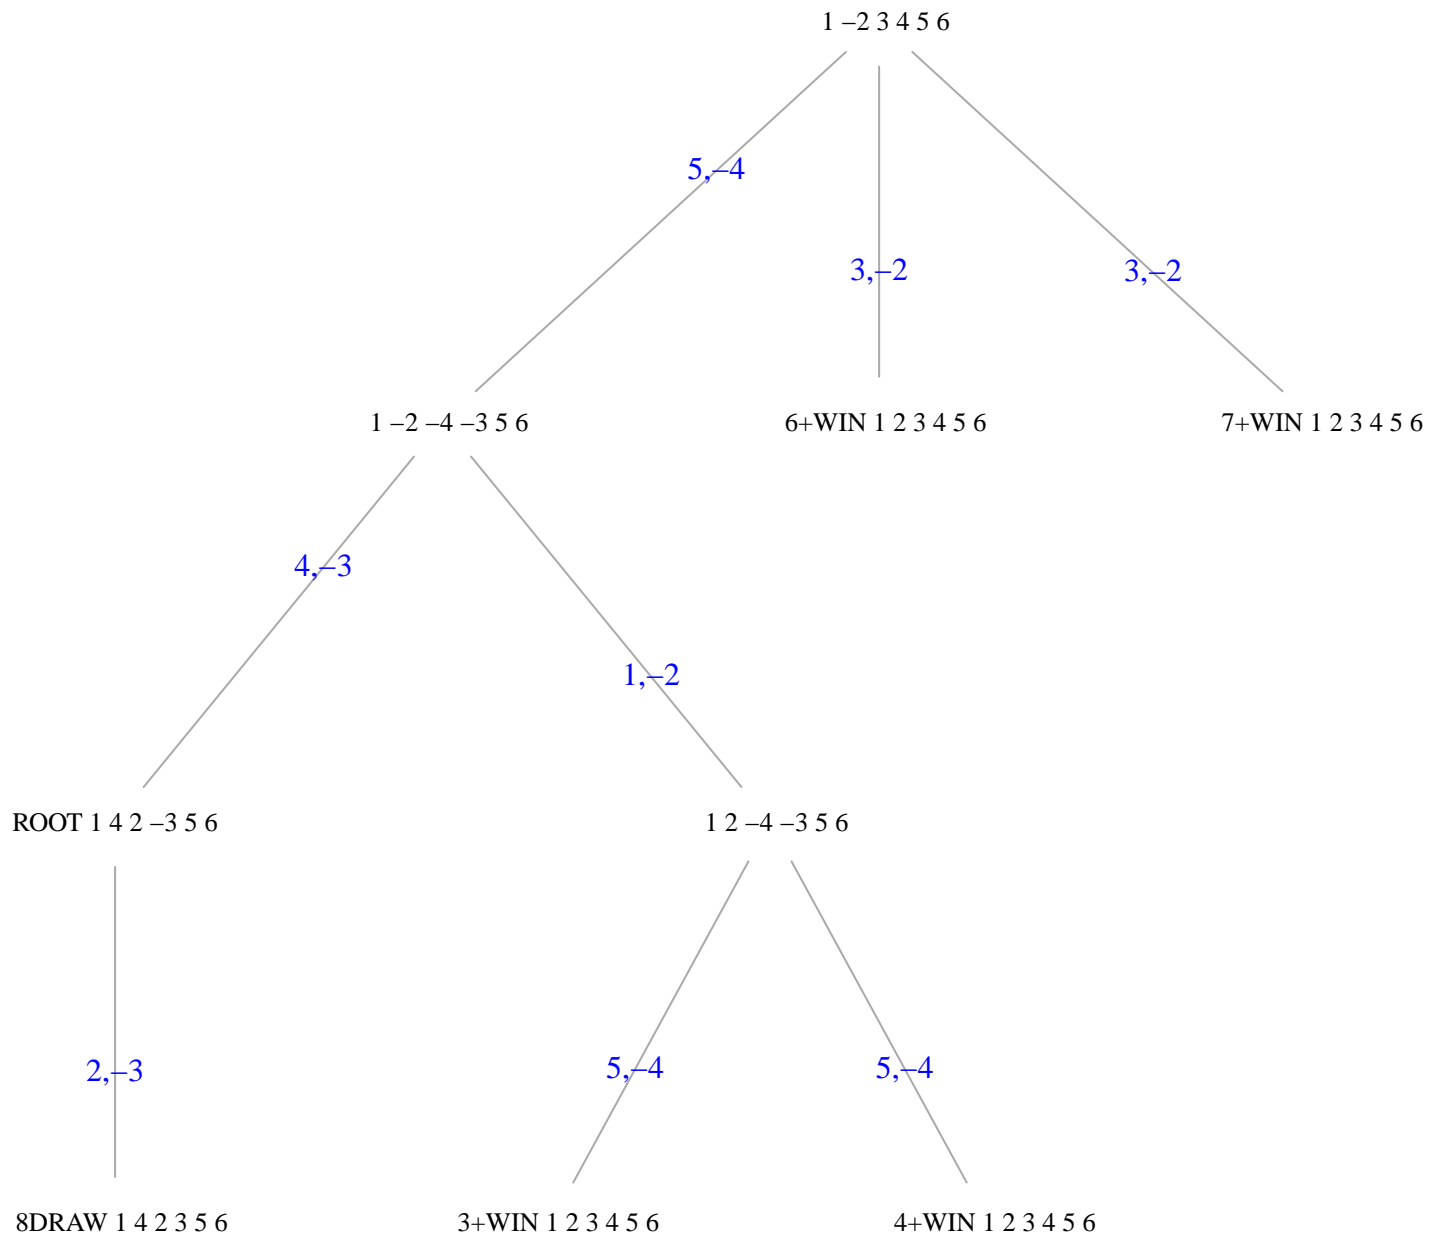 1 –2 3 4 5 6
5,–4
3,–2
3,–2
1 –2 –4 –3 5 6
6+WIN 1 2 3 4 5 6
7+WIN 1 2 3 4 5 6
4,–3
1,–2
ROOT 1 4 2 –3 5 6
1 2 –4 –3 5 6
2,–3
5,–4
5,–4
8DRAW 1 4 2 3 5 6
3+WIN 1 2 3 4 5 6
4+WIN 1 2 3 4 5 6